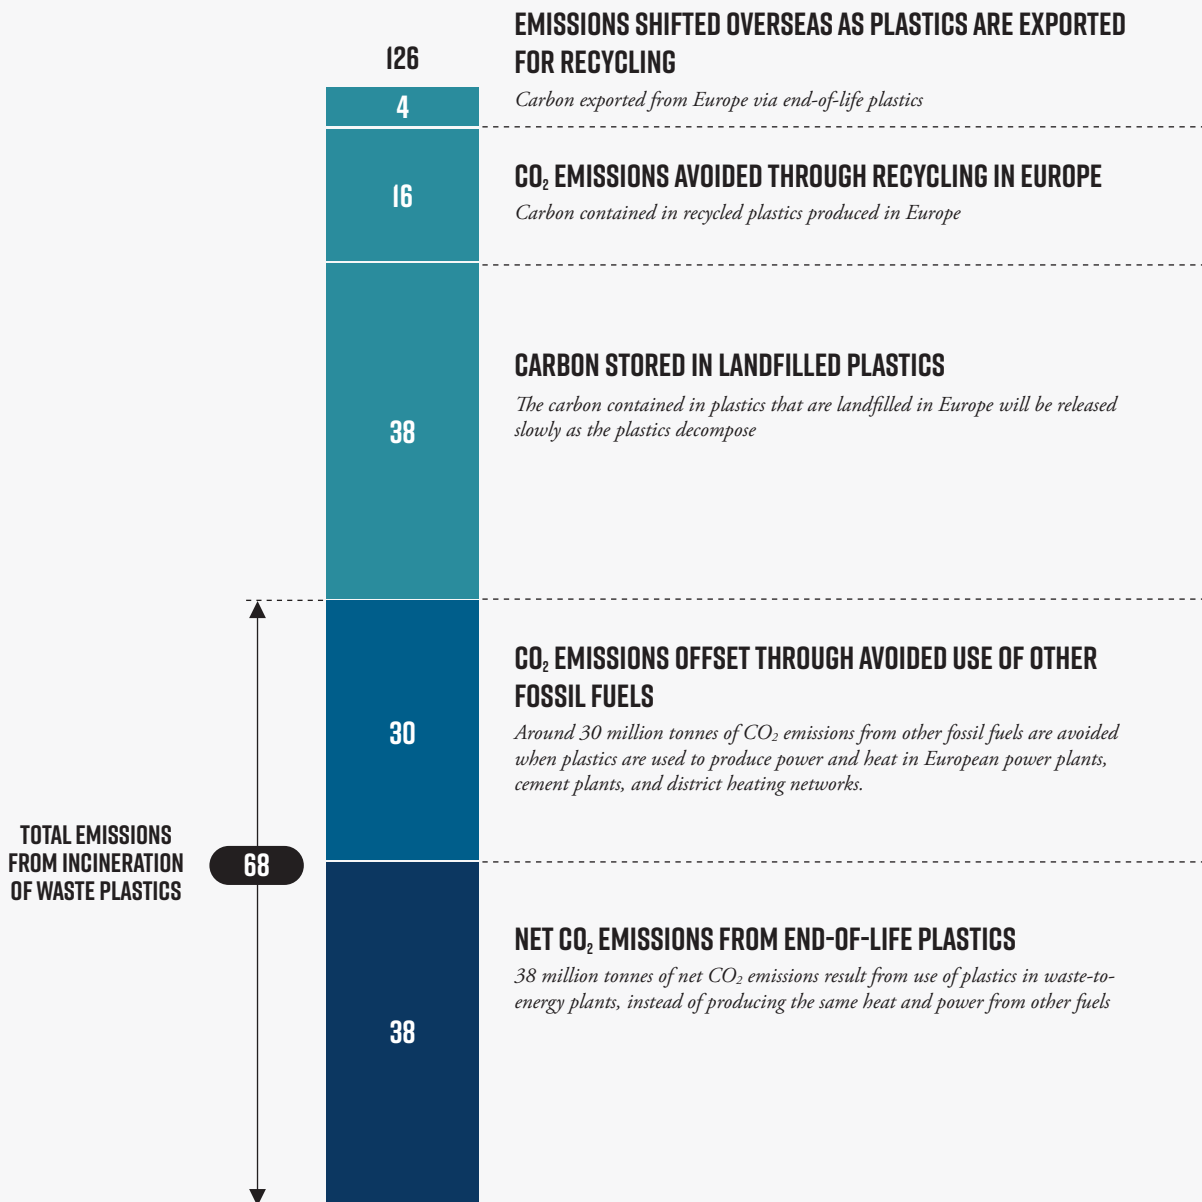 EMISSIONS SHIFTED OVERSEAS AS PLASTICS ARE EXPORTED
FOR RECYCLING
Carbon exported from Europe via end-of-life plastics
126
4
CO₂ EMISSIONS AVOIDED THROUGH RECYCLING IN EUROPE
Carbon contained in recycled plastics produced in Europe
16
CARBON STORED IN LANDFILLED PLASTICS
The carbon contained in plastics that are landfilled in Europe will be released
slowly as the plastics decompose
38
CO₂ EMISSIONS OFFSET THROUGH AVOIDED USE OF OTHER
FOSSIL FUELS
Around 30 million tonnes of CO₂ emissions from other fossil fuels are avoided
when plastics are used to produce power and heat in European power plants,
cement plants, and district heating networks.
30
TOTAL EMISSIONS
FROM INCINERATION
OF WASTE PLASTICS
68
NET CO₂ EMISSIONS FROM END-OF-LIFE PLASTICS
38 million tonnes of net CO₂ emissions result from use of plastics in waste-to-
energy plants, instead of producing the same heat and power from other fuels
38